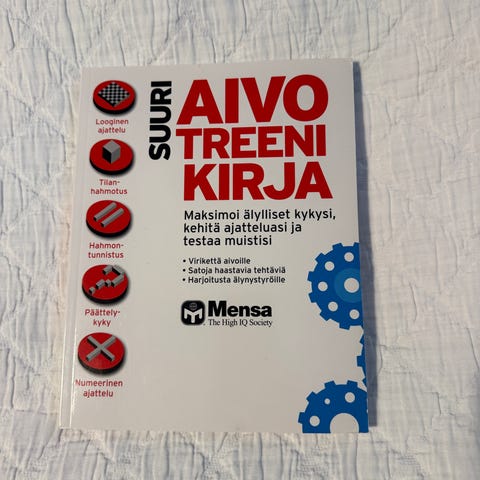 SUURI
AIVO
TREENI
KIRJA
Maksimoi älylliset kykysi,
kehitä ajatteluasi ja
testaa muistisi
• Virikettä aivoille
• Satoja haastavia tehtäviä
• Harjoitusta älynystyröille
Mensa
The High IQ Society
Looginen
ajattelu
Tilan-
hahmotus
Hahmon-
tunnistus
Päättely-
kyky
Numeerinen
ajattelu